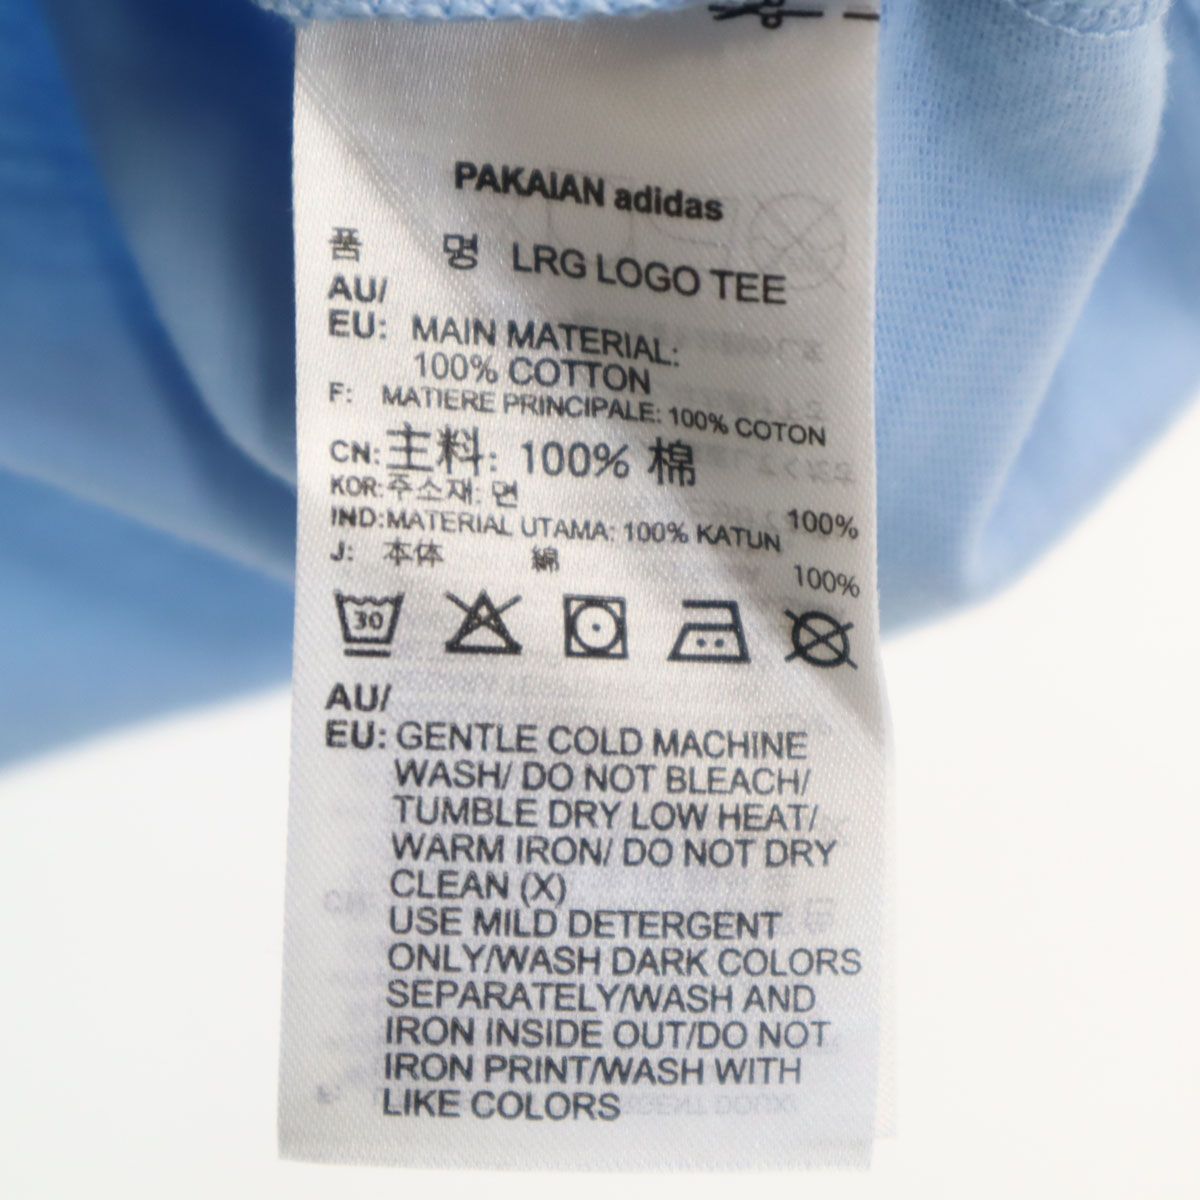 PAKAIAN adidas
품 명 LRG LOGO TEE
AU/
EU: MAIN MATERIAL:
100% COTTON
F: MATIERE PRINCIPALE: 100% COTON
CN: 主料: 100% 棉
KOR: 주소재: 면 100%
IND: MATERIAL UTAMA: 100% KATUN
J: 本体 綿 100%
30
AU/
EU: GENTLE COLD MACHINE
WASH/ DO NOT BLEACH/
TUMBLE DRY LOW HEAT/
WARM IRON/ DO NOT DRY
CLEAN (X)
USE MILD DETERGENT
ONLY/WASH DARK COLORS
SEPARATELY/WASH AND
IRON INSIDE OUT/DO NOT
IRON PRINT/WASH WITH
LIKE COLORS